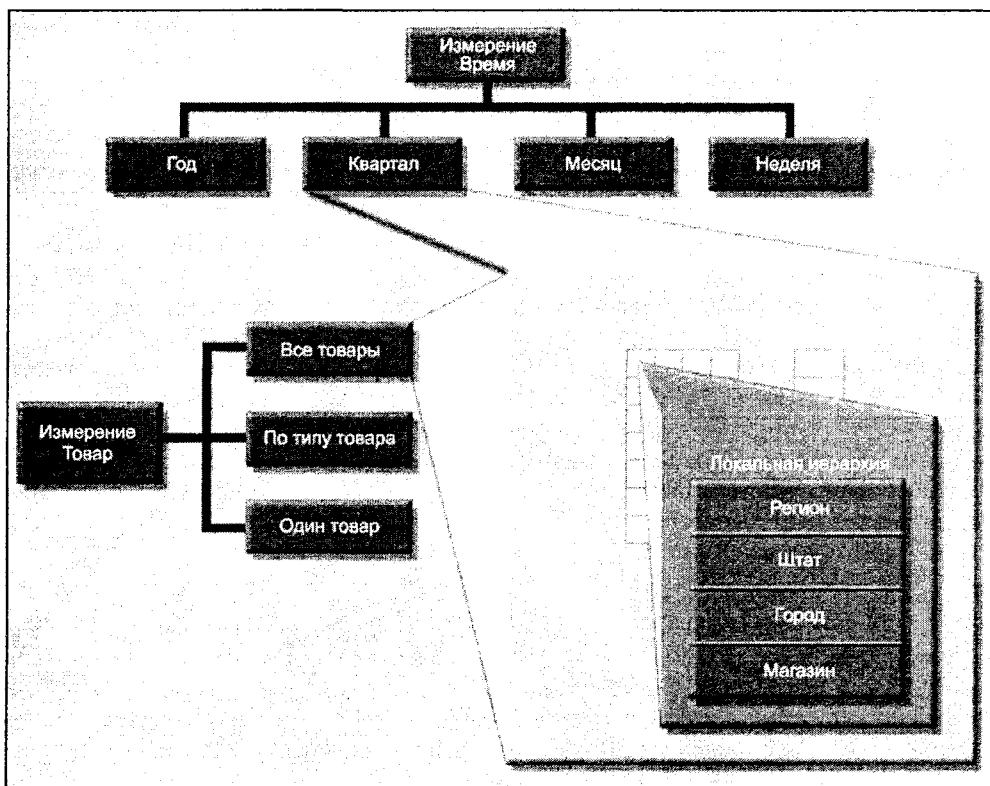 Измерение
Время
Год
Квартал
Месяц
Неделя
Все товары
Измерение
Товар
По типу товара
Один товар
Локальная иерархия
Регион
Штат
Город
Магазин